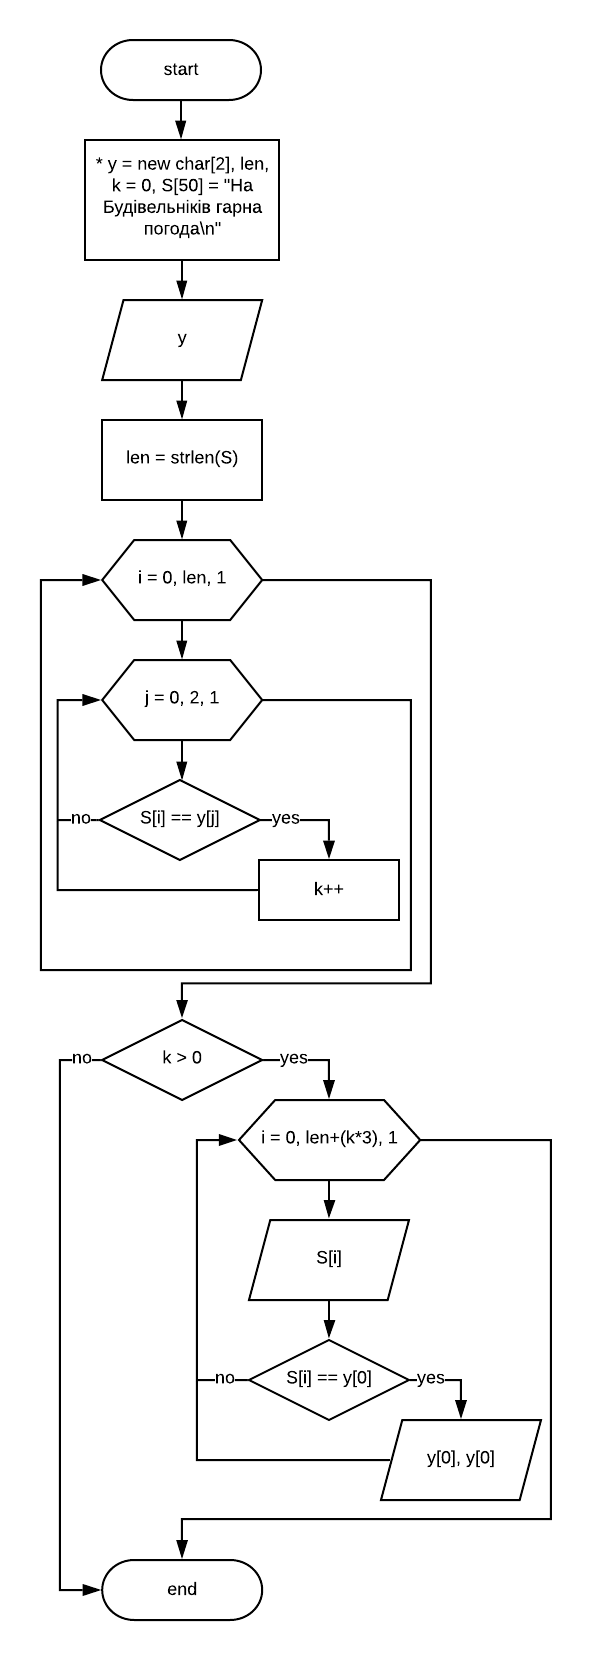 start
* y = new char[2], len,
k = 0, S[50] = "На
Будівельніків гарна
погода\n"
y
len = strlen(S)
i = 0, len, 1
j = 0, 2, 1
no
S[i] == y[j]
yes
k++
no
k > 0
yes
i = 0, len+(k*3), 1
S[i]
no
S[i] == y[0]
yes
y[0], y[0]
end